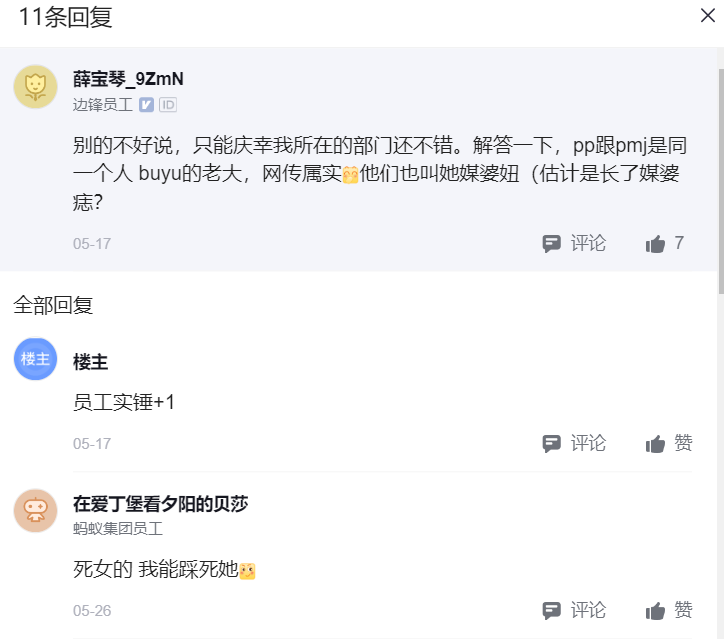 11条回复
薛宝琴_9ZmN
边锋员工 V ID
别的不好说，只能庆幸我所在的部门还不错。解答一下，pp跟pmj是同
一个人 buyu的老大，网传属实他们也叫她媒婆妞（估计是长了媒婆
痣？
05-17 评论 7
全部回复
楼主 楼主
员工实锤+1
05-17 评论 赞
在爱丁堡看夕阳的贝莎
蚂蚁集团员工
死女的 我能踩死她
05-26 评论 赞